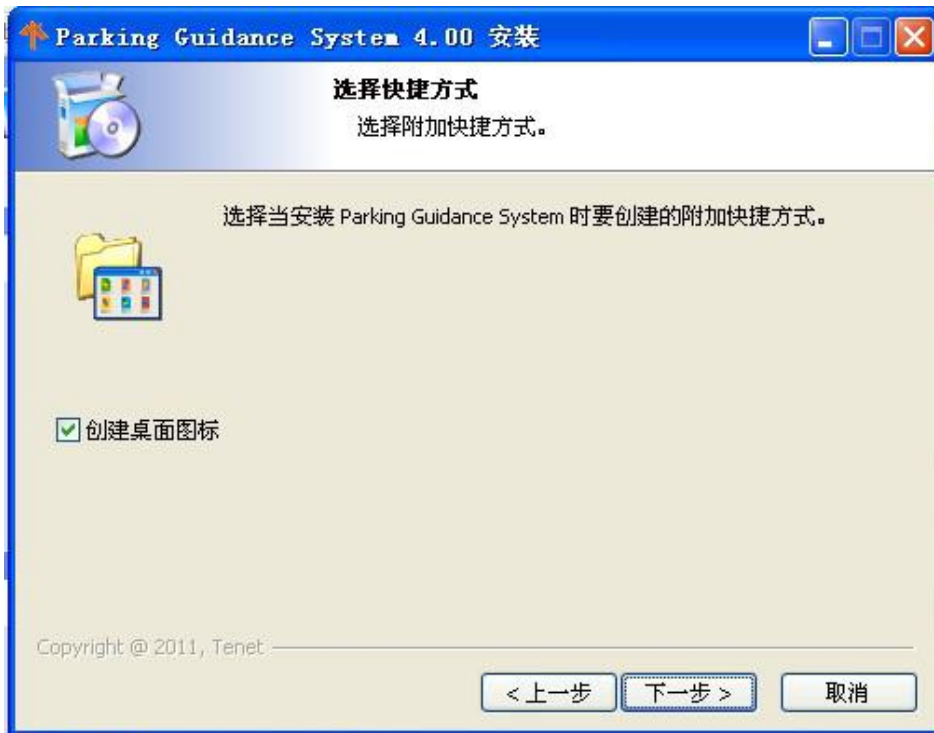 Parking Guidance System 4.00 安装
选择快捷方式
选择附加快捷方式。
选择当安装 Parking Guidance System 时要创建的附加快捷方式。
创建桌面图标
Copyright @ 2011, Tenet
<上一步 下一步> 取消